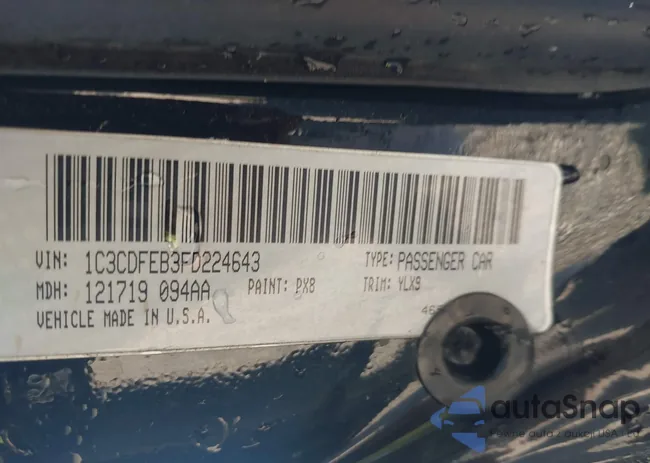 VIN: 1C3CDFEB3FD224643 TYPE: PASSENGER CAR
MDH: 121719 094AA PAINT: PX8 TRIM: YLX9
VEHICLE MADE IN U.S.A.
autoSnap